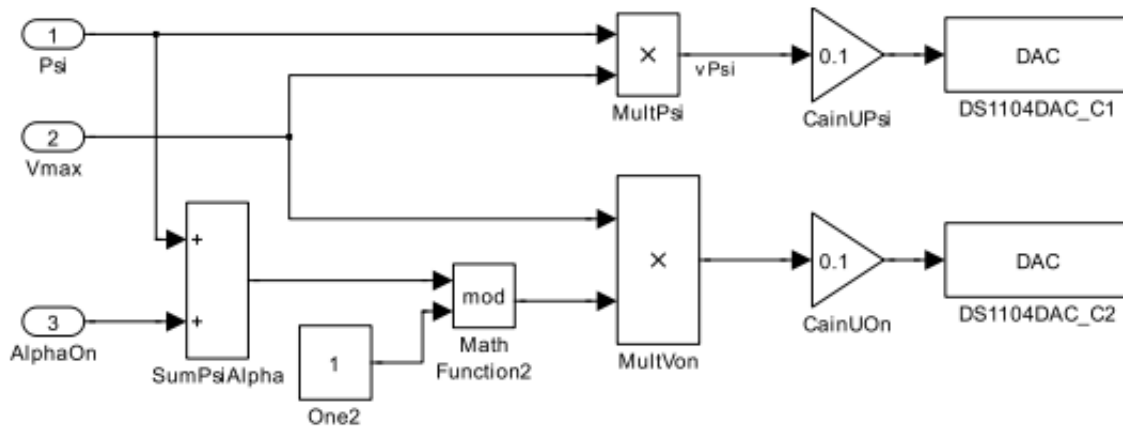 1
Psi
×
MultPsi
vPsi
0.1
CainUPsi
DAC
DS1104DAC_C1
2
Vmax
+
+
SumPsiAlpha
3
AlphaOn
1
One2
mod
Math
Function2
×
MultVon
0.1
CainUOn
DAC
DS1104DAC_C2